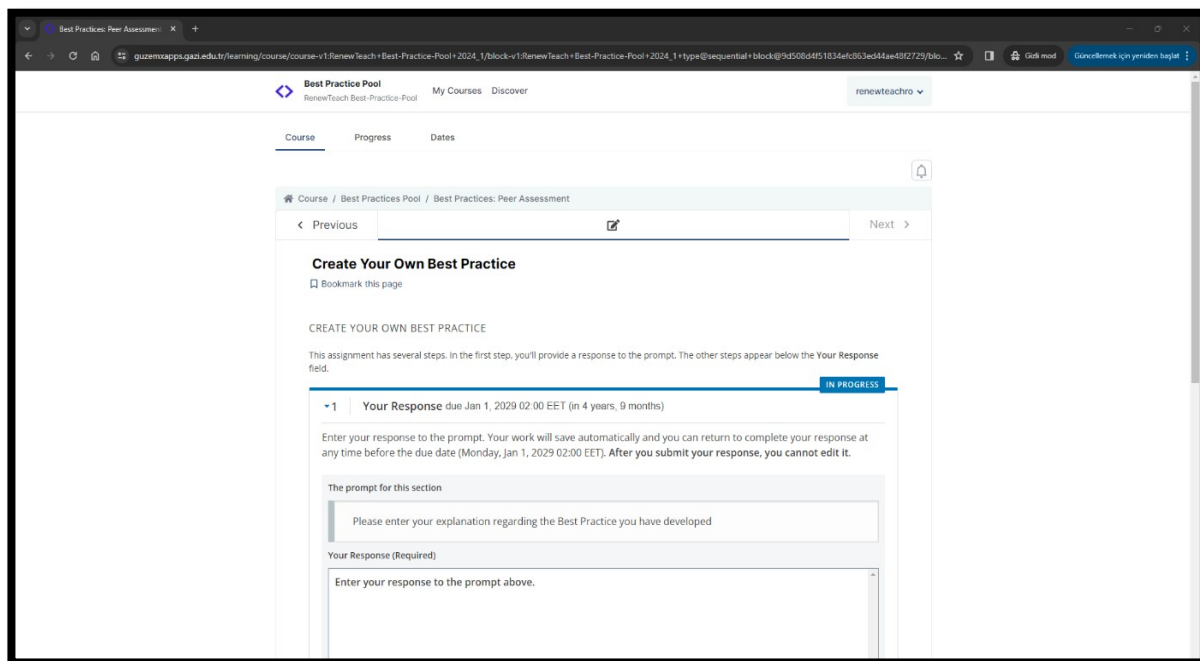 Best Practices: Peer Assessment
guzemxapps.gazi.edu.tr/learning/course/course-v1:RenewTeach+Best-Practice-Pool+2024_1/block-v1:RenewTeach+Best-Practice-Pool+2024_1+type@sequential+block@9d508d4f51834efc863ed44ae48f2729/blo...
Gizli mod
Güncellemek için yeniden başlat
Best Practice Pool
RenewTeach Best-Practice-Pool
My Courses Discover
renewteachro
Course Progress Dates
Course / Best Practices Pool / Best Practices: Peer Assessment
Previous
Next
Create Your Own Best Practice
Bookmark this page
CREATE YOUR OWN BEST PRACTICE
This assignment has several steps. In the first step, you'll provide a response to the prompt. The other steps appear below the Your Response
field.
IN PROGRESS
1 Your Response due Jan 1, 2029 02:00 EET (in 4 years, 9 months)
Enter your response to the prompt. Your work will save automatically and you can return to complete your response at
any time before the due date (Monday, Jan 1, 2029 02:00 EET). After you submit your response, you cannot edit it.
The prompt for this section
Please enter your explanation regarding the Best Practice you have developed
Your Response (Required)
Enter your response to the prompt above.